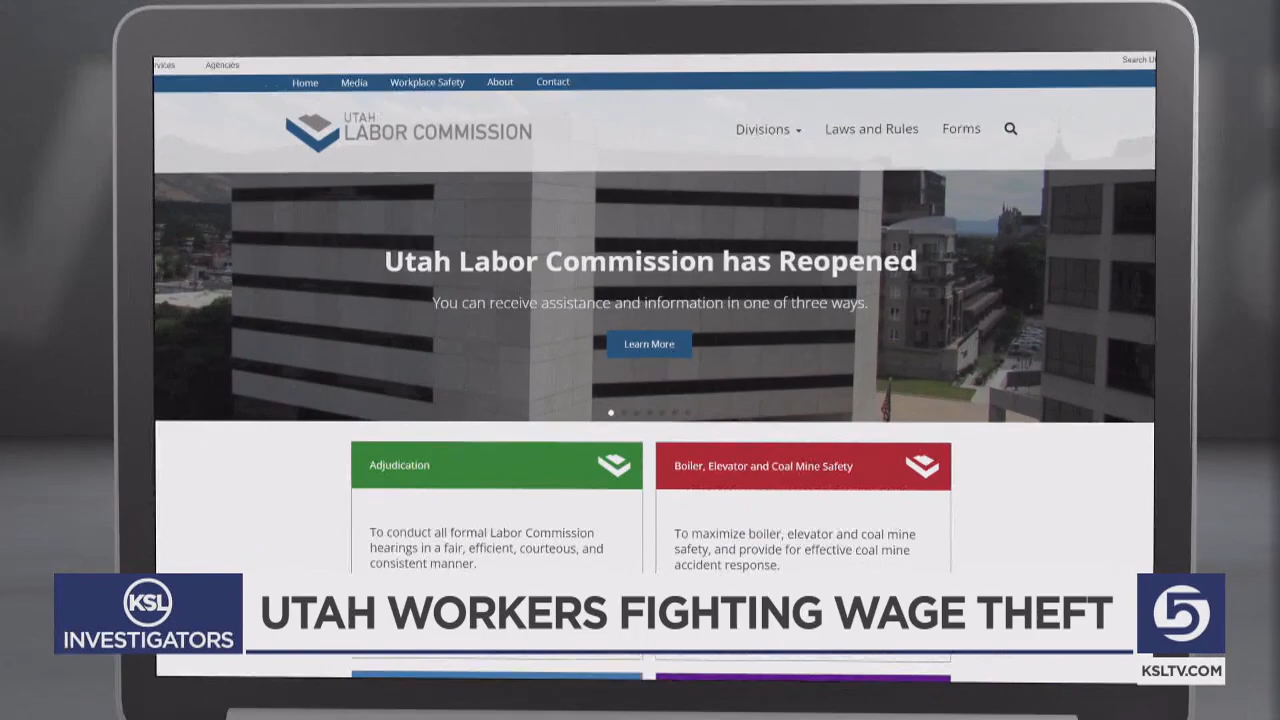 Agencies
Home Media Workplace Safety About Contact
UTAH
LABOR COMMISSION
Divisions Laws and Rules Forms
Utah Labor Commission has Reopened
You can receive assistance and information in one of three ways.
Learn More
Adjudication
Boiler, Elevator and Coal Mine Safety
To conduct all formal Labor Commission
hearings in a fair, efficient, courteous, and
consistent manner.
To maximize boiler, elevator and coal mine
safety, and provide for effective coal mine
accident response.
KSL
INVESTIGATORS
UTAH WORKERS FIGHTING WAGE THEFT
5
KSLTV.COM